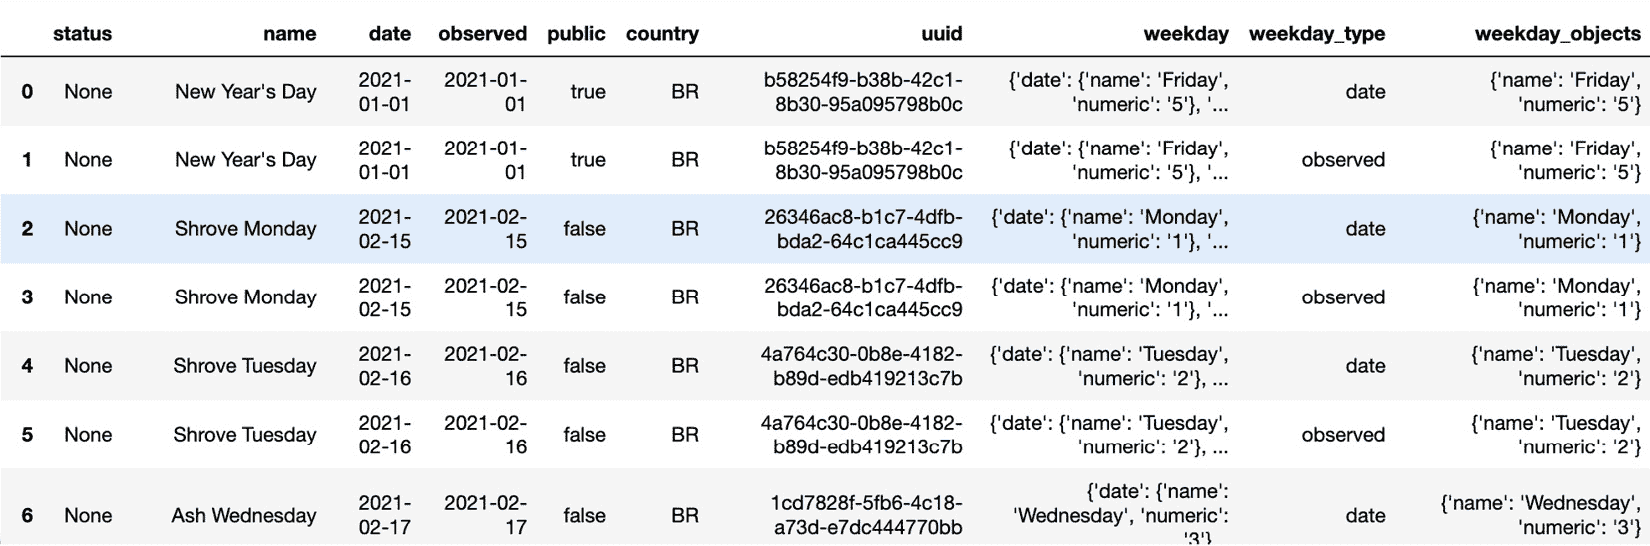 status name date observed public country uuid weekday weekday_type weekday_objects
2021- 2021-01- b58254f9-b38b-42c1- {'date': {'name': 'Friday', {'name': 'Friday',
0 None New Year's Day true BR date
01-01 01 8b30-95a095798b0c 'numeric': '5'}, '... 'numeric': '5'}
2021- 2021-01- b58254f9-b38b-42c1- {'date': {'name': 'Friday', {'name': 'Friday',
1 None New Year's Day true BR observed
01-01 01 8b30-95a095798b0c 'numeric': '5'}, '... 'numeric': '5'}
2021- 2021-02- 26346ac8-b1c7-4dfb- {'date': {'name': 'Monday', {'name': 'Monday',
2 None Shrove Monday false BR date
02-15 15 bda2-64c1ca445cc9 'numeric': '1'}, '... 'numeric': '1'}
2021- 2021-02- 26346ac8-b1c7-4dfb- {'date': {'name': 'Monday', {'name': 'Monday',
3 None Shrove Monday false BR observed
02-15 15 bda2-64c1ca445cc9 'numeric': '1'}, '... 'numeric': '1'}
2021- 2021-02- 4a764c30-0b8e-4182- {'date': {'name': 'Tuesday', {'name': 'Tuesday',
4 None Shrove Tuesday false BR date
02-16 16 b89d-edb419213c7b 'numeric': '2'}, ... 'numeric': '2'}
2021- 2021-02- 4a764c30-0b8e-4182- {'date': {'name': 'Tuesday', {'name': 'Tuesday',
5 None Shrove Tuesday false BR observed
02-16 16 b89d-edb419213c7b 'numeric': '2'}, ... 'numeric': '2'}
{'date': {'name':
2021- 2021-02- 1cd7828f-5fb6-4c18- {'name': 'Wednesday',
6 None Ash Wednesday false BR 'Wednesday', 'numeric': date
02-17 17 a73d-e7dc444770bb 'numeric': '3'}
'3'}